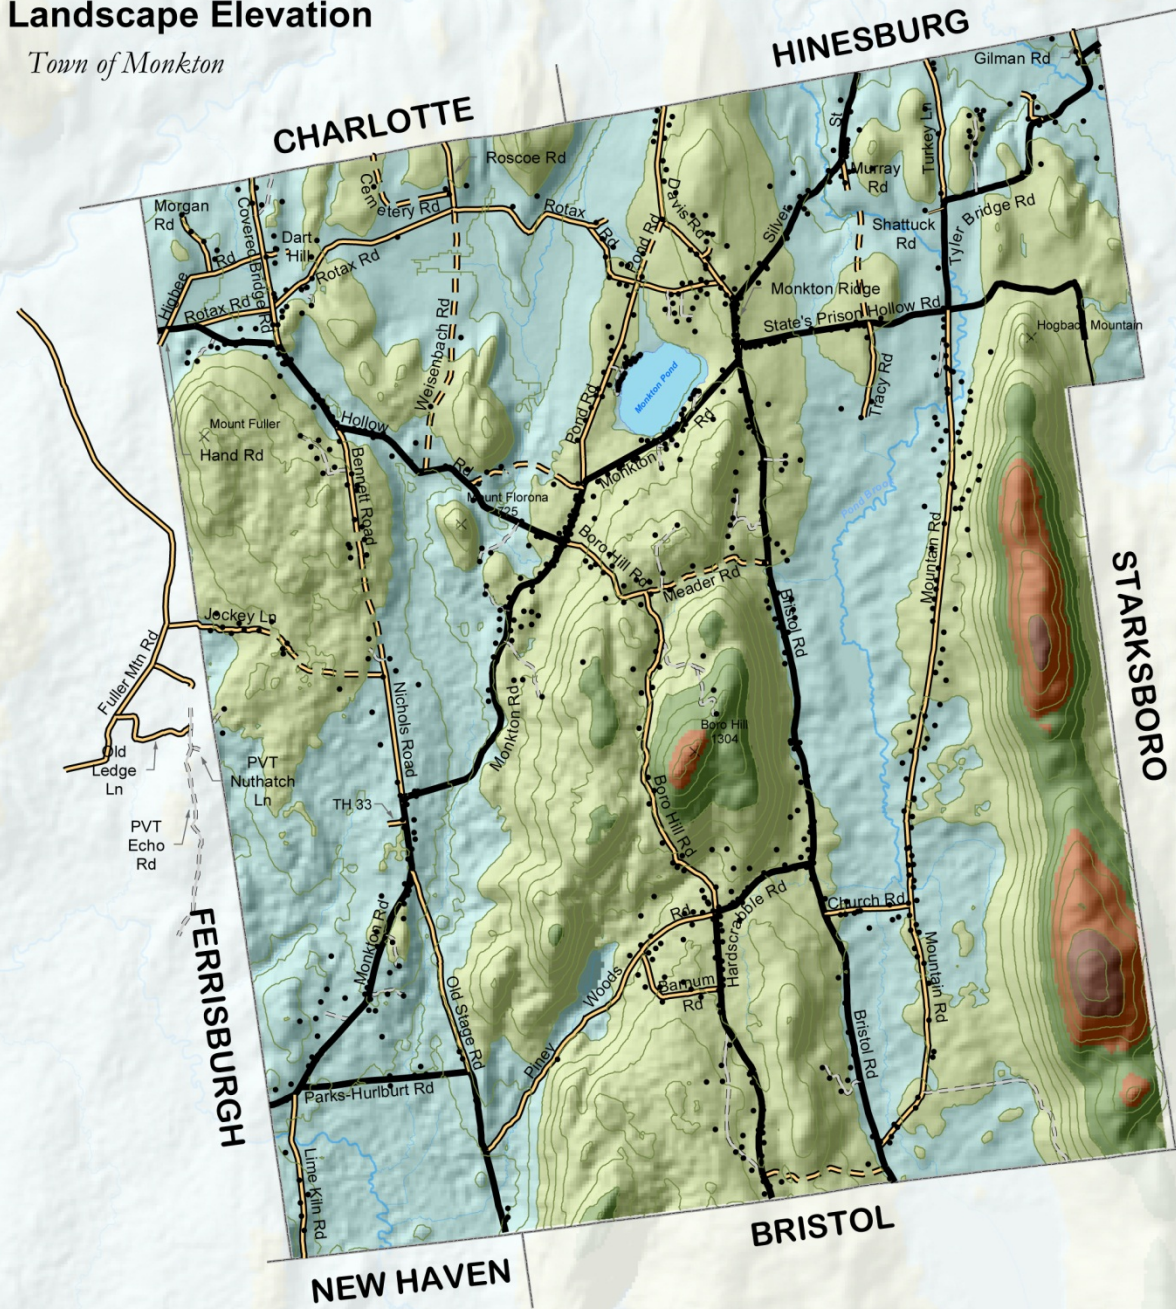 Landscape Elevation
Town of Monkton
HINESBURG
CHARLOTTE
Gilman Rd
Roscoe Rd
St
Turkey Ln
Murray
Rd
Morgan
Rd
Covered Bridge
Rd
Cem
etery Rd
Rotax
Rd
Davis Rd
Pond Rd
Silver
Shattuck
Rd
Tyler Bridge Rd
Dart
Hill
Rd
Higbee
Rotax Rd
Rotax Rd
Monkton Ridge
State's Prison Hollow Rd
Hogback Mountain
Weisenbach Rd
Monkton Pond
Tracy Rd
Pond Rd
Mount Fuller
Hand Rd
Hollow
Rd
Monkton
Rd
Bennett Road
Mount Florona
725
Pond Brook
Mountain Rd
Boro Hill Rd
Meader Rd
STARKSBORO
Bristol Rd
Jockey Ln
Fuller Mtn Rd
Nichols Road
Monkton Rd
Boro Hill
1304
Old
Ledge
Ln
PVT
Nuthatch
Ln
TH 33
PVT
Echo
Rd
Boro Hill Rd
Hardscrabble Rd
Church Rd
FERRISBURGH
Monkton Rd
Rd
Woods
Piney
Barnum
Rd
Mountain Rd
Old Stage Rd
Bristol Rd
Parks-Hurlburt Rd
Lime Kiln Rd
BRISTOL
NEW HAVEN